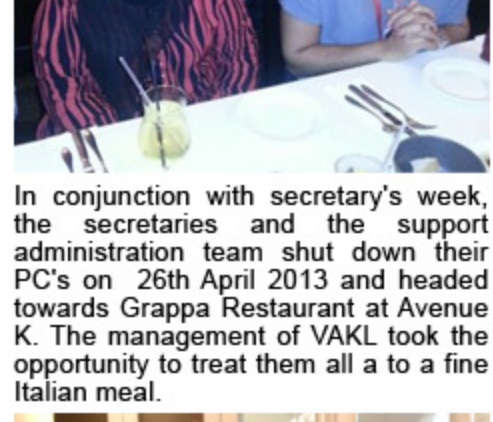 In conjunction with secretary's week,
the secretaries and the support
administration team shut down their
PC's on 26th April 2013 and headed
towards Grappa Restaurant at Avenue
K. The management of VAKL took the
opportunity to treat them all a to a fine
Italian meal.